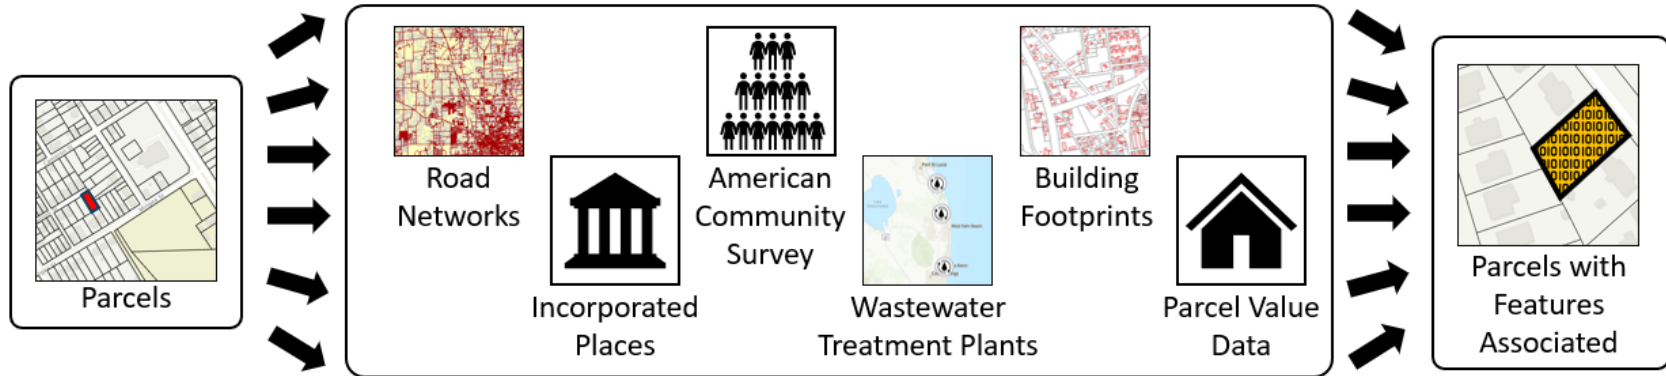 Parcels
Road
Networks
Incorporated
Places
American
Community
Survey
Wastewater
Treatment Plants
Building
Footprints
Parcel Value
Data
Parcels with
Features
Associated